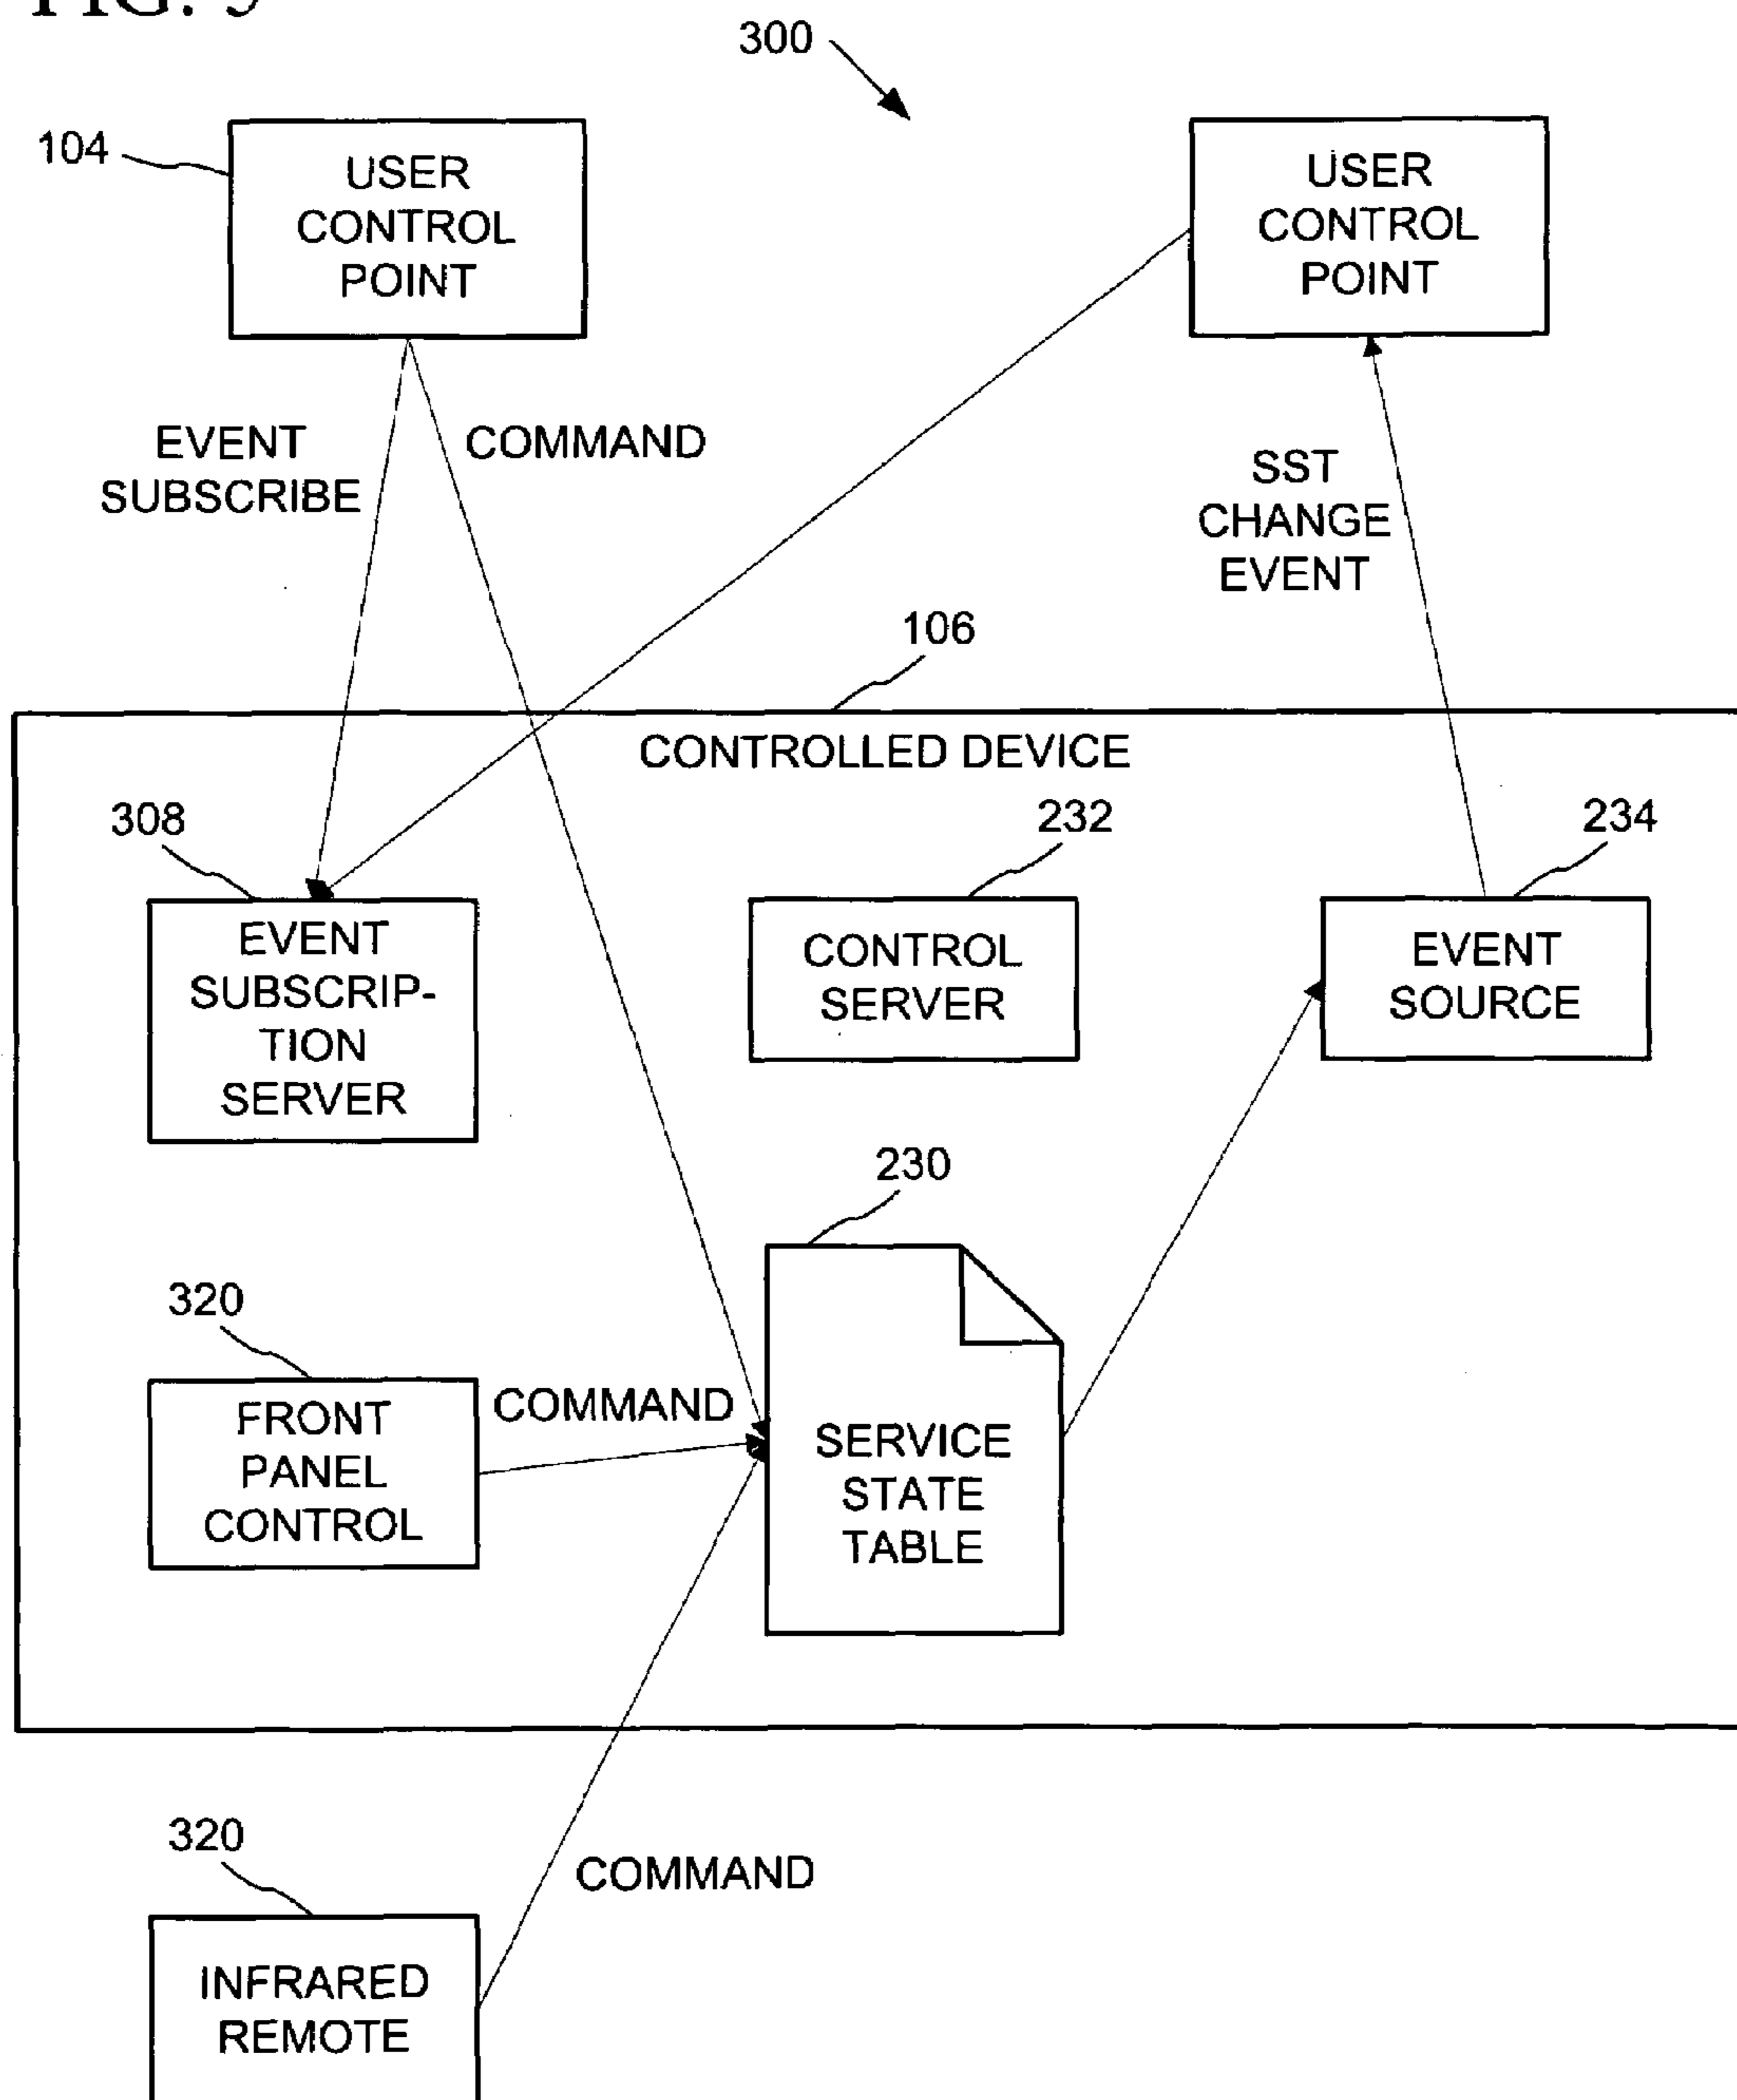 FIG.
300
104
USER
CONTROL
POINT
USER
CONTROL
POINT
EVENT
SUBSCRIBE
COMMAND
SST
CHANGE
EVENT
106
CONTROLLED DEVICE
308
232
234
EVENT
SUBSCRIP-
TION
SERVER
CONTROL
SERVER
EVENT
SOURCE
230
320
FRONT
PANEL
CONTROL
COMMAND
SERVICE
STATE
TABLE
320
COMMAND
INFRARED
REMOTE